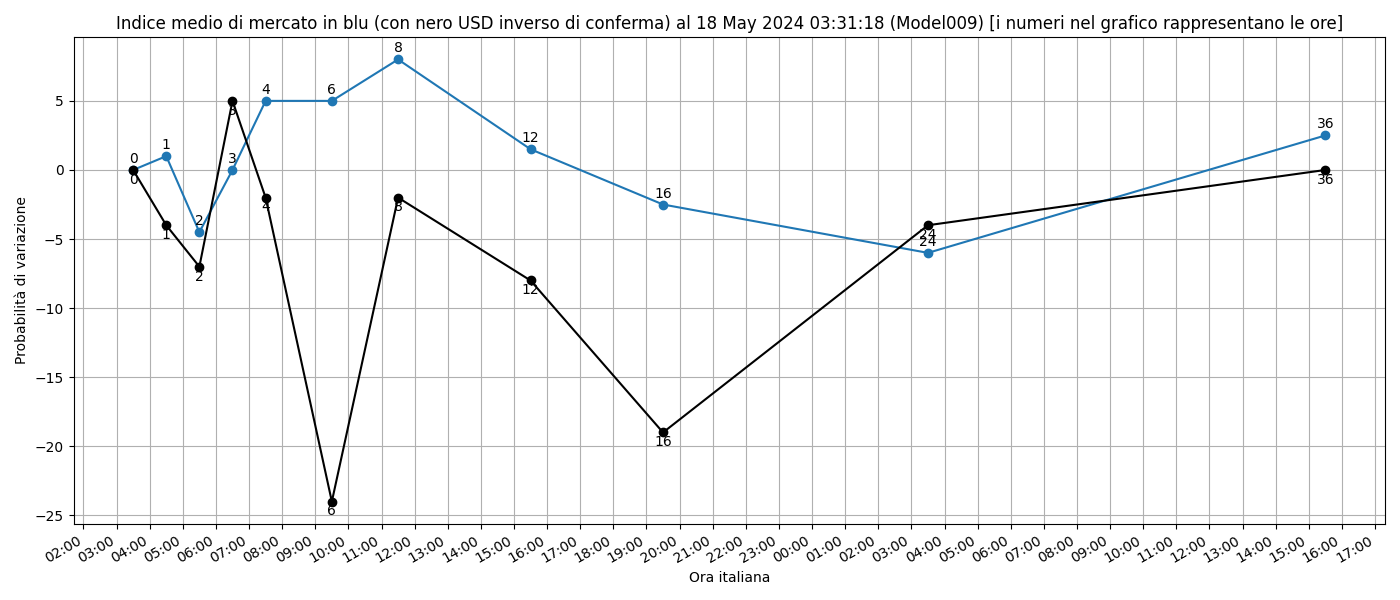 Indice medio di mercato in blu (con nero USD inverso di conferma) al 18 May 2024 03:31:18 (Model009) [i numeri nel grafico rappresentano le ore]
Probabilità di variazione
5
0
−5
−10
−15
−20
−25
0 1 2 3 4 6 8 12 16 24 36
0 1 2 3 4 6 8 12 16 24 36
02:00 03:00 04:00 05:00 06:00 07:00 08:00 09:00 10:00 11:00 12:00 13:00 14:00 15:00 16:00 17:00 18:00 19:00 20:00 21:00 22:00 23:00 00:00 01:00 02:00 03:00 04:00 05:00 06:00 07:00 08:00 09:00 10:00 11:00 12:00 13:00 14:00 15:00 16:00 17:00
Ora italiana